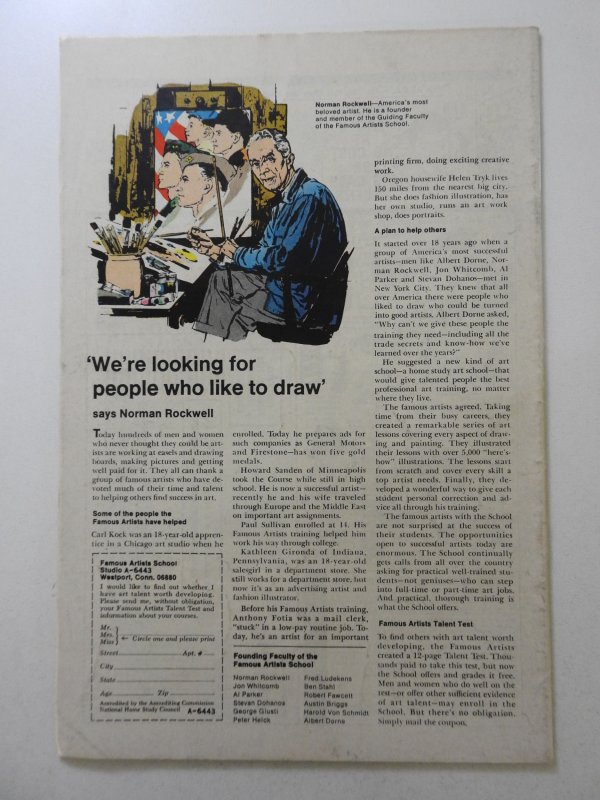 Norman Rockwell—America's most
beloved artist. He is a founder
and member of the Guiding Faculty
of the Famous Artists School.
'We're looking for
people who like to draw'
says Norman Rockwell
Today hundreds of men and women
who never thought they could be art-
ists are working at easels and drawing
boards, making pictures and getting
well paid for it. They all can thank a
group of famous artists who have de-
voted much of their time and talent
to helping others find success in art.
Some of the people the
Famous Artists have helped
Carl Kock was an 18-year-old appren-
tice in a Chicago art studio when he
Famous Artists School
Studio A-6443
Westport, Conn. 06880
I would like to find out whether I
have art talent worth developing.
Please send me, without obligation,
your Famous Artists Talent Test and
information about your courses.
Mr.
Mrs.
Miss
← Circle one and please print
Street Apt. #
City
State
Age Zip
Accredited by the Accrediting Commission
National Home Study Council A-6443
enrolled. Today he prepares ads for
such companies as General Motors
and Firestone—has won five gold
medals.
Howard Sanden of Minneapolis
took the Course while still in high
school. He is now a successful artist—
recently he and his wife traveled
through Europe and the Middle East
on important art assignments.
Paul Sullivan enrolled at 14. His
Famous Artists training helped him
work his way through college.
Kathleen Gironda of Indiana,
Pennsylvania, was an 18-year-old
salesgirl in a department store. She
still works for a department store, but
now it's as an advertising artist and
fashion illustrator.
Before his Famous Artists training,
Anthony Fotia was a mail clerk,
"stuck" in a low-pay routine job. To-
day, he's an artist for an important
Founding Faculty of the
Famous Artists School
Norman Rockwell
Jon Whitcomb
Al Parker
Stevan Dohanos
George Giusti
Peter Helck
Fred Ludekens
Ben Stahl
Robert Fawcett
Austin Briggs
Harold Von Schmidt
Albert Dorne
printing firm, doing exciting creative
work.
Oregon housewife Helen Tryk lives
150 miles from the nearest big city.
But she does fashion illustration, has
her own studio, runs an art work
shop, does portraits.
A plan to help others
It started over 18 years ago when a
group of America's most successful
artists—men like Albert Dorne, Nor-
man Rockwell, Jon Whitcomb, Al
Parker and Stevan Dohanos—met in
New York City. They knew that all
over America there were people who
liked to draw who could be turned
into good artists. Albert Dorne asked,
"Why can't we give these people the
training they need—including all the
trade secrets and know-how we've
learned over the years?"
He suggested a new kind of art
school—a home study art school—that
would give talented people the best
professional art training, no matter
where they live.
The famous artists agreed. Taking
time from their busy careers, they
created a remarkable series of art
lessons covering every aspect of draw-
ing and painting. They illustrated
their lessons with over 5,000 "here's-
how" illustrations. The lessons start
from scratch and cover every skill a
top artist needs. Finally, they de-
veloped a wonderful way to give each
student personal correction and ad-
vice all through his training.
The famous artists with the School
are not surprised at the success of
their students. The opportunities
open to successful artists today are
enormous. The School continually
gets calls from all over the country
asking for practical well-trained stu-
dents—not geniuses—who can step
into full-time or part-time art jobs.
And practical, thorough training is
what the School offers.
Famous Artists Talent Test
To find others with art talent worth
developing, the Famous Artists
created a 12-page Talent Test. Thou-
sands paid to take this test, but now
the School offers and grades it free.
Men and women who do well on the
test—or offer other sufficient evidence
of art talent—may enroll in the
School. But there's no obligation.
Simply mail the coupon.